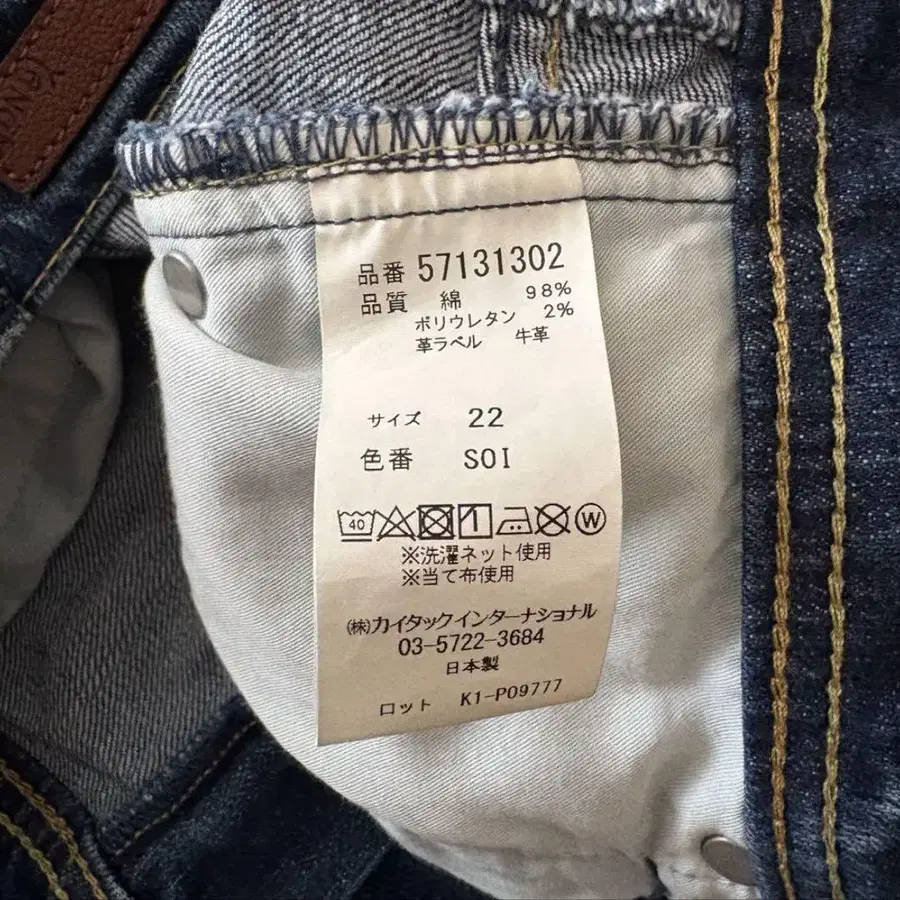 品番 57131302
品質 綿 98%
ポリウレタン 2%
革ラベル 牛革
サイズ 22
色番 SOI
40 1 W
※洗濯ネット使用
※当て布使用
㈱カイタックインターナショナル
03-5722-3684
日本製
ロット K1-P09777